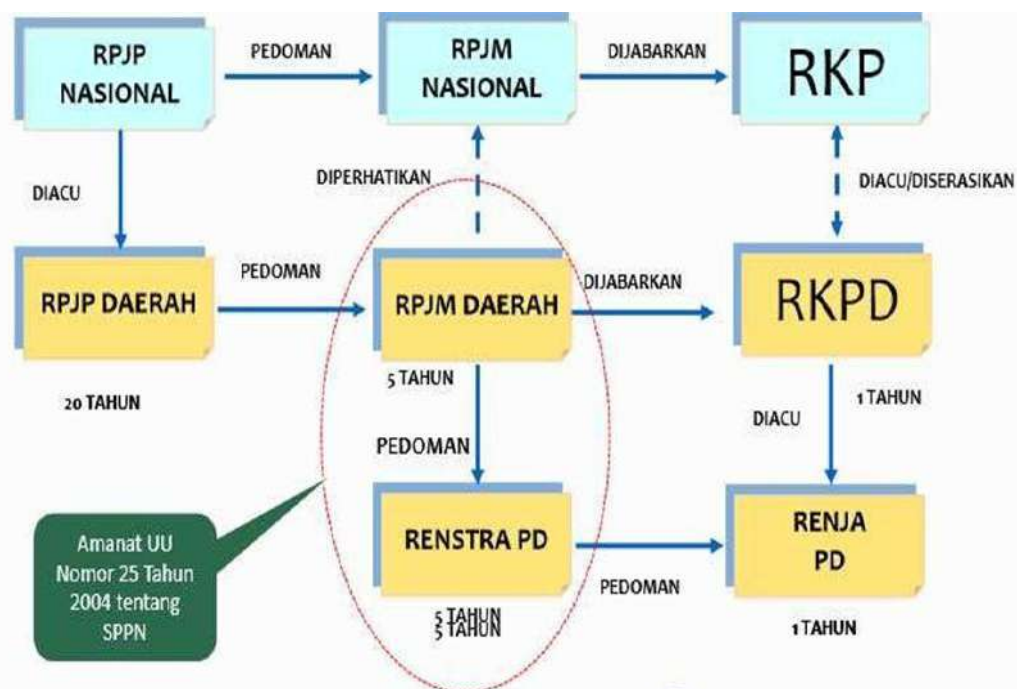 RPJP
NASIONAL
PEDOMAN
RPJM
NASIONAL
DIJABARKAN
RKP
DIACU
DIPERHATIKAN
DIACU/DISERASIKAN
RPJP DAERAH
PEDOMAN
RPJM DAERAH
DIJABARKAN
RKPD
20 TAHUN
5 TAHUN
1 TAHUN
PEDOMAN
DIACU
Amanat UU
Nomor 25 Tahun
2004 tentang
SPPN
RENSTRA PD
PEDOMAN
RENJA
PD
5 TAHUN
5 TAHUN
1 TAHUN